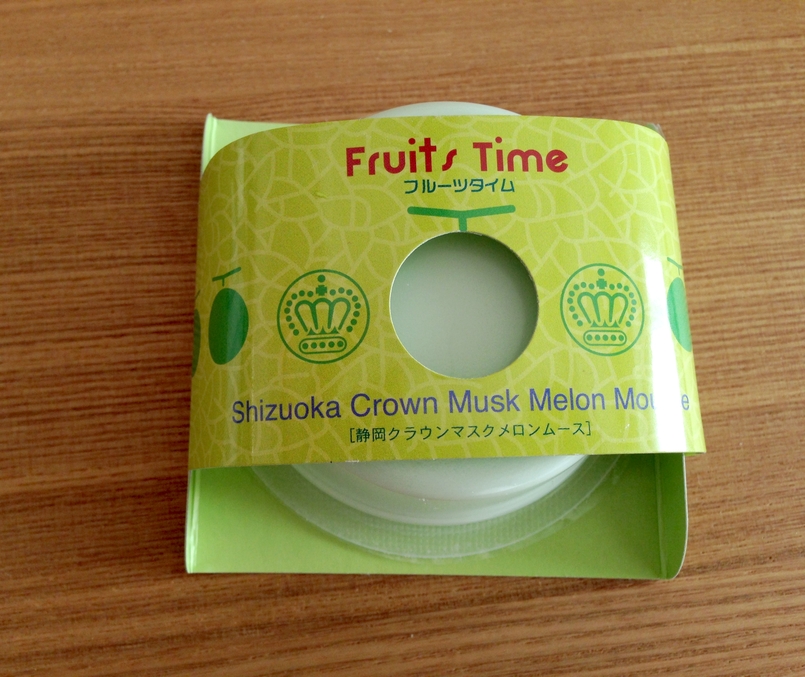 Fruits Time
フルーツタイム
Shizuoka Crown Musk Melon
[静岡クラウンマスクメロンムース]